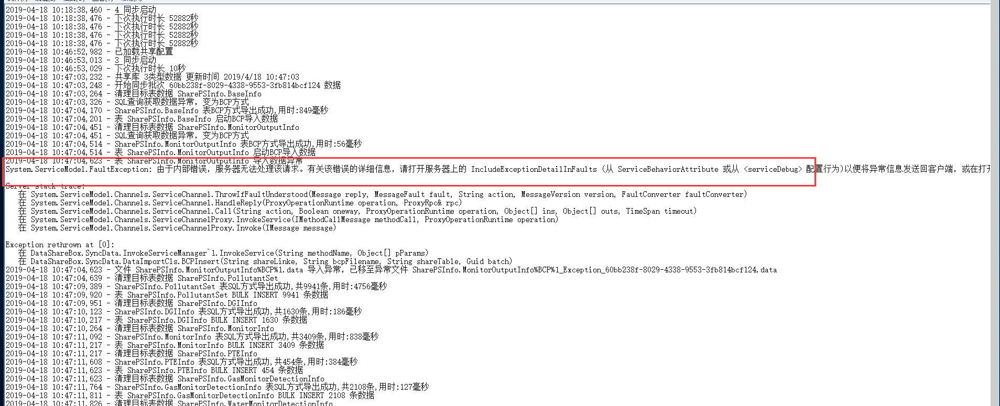 2019-04-18 10:18:38,460 - 4 同步启动
2019-04-18 10:18:38,476 - 下次执行时长 52882秒
2019-04-18 10:18:38,476 - 下次执行时长 52882秒
2019-04-18 10:18:38,476 - 下次执行时长 52882秒
2019-04-18 10:18:38,476 - 下次执行时长 52882秒
2019-04-18 10:46:52,982 - 已加载共享配置
2019-04-18 10:46:53,013 - 3 同步启动
2019-04-18 10:46:53,029 - 下次执行时长 10秒
2019-04-18 10:47:03,232 - 共享库 3类型数据 更新时间 2019/4/18 10:47:03
2019-04-18 10:47:03,248 - 开始同步批次 60bb238f-8029-4338-9553-3fb814bcf124 数据
2019-04-18 10:47:03,264 - 清理目标表数据 SharePSInfo.BaseInfo
2019-04-18 10:47:03,326 - SQL查询获取数据异常，变为BCP方式
2019-04-18 10:47:04,170 - SharePSInfo.BaseInfo 表BCP方式导出成功,用时:849毫秒
2019-04-18 10:47:04,201 - 表 SharePSInfo.BaseInfo 启动BCP导入数据
2019-04-18 10:47:04,451 - 清理目标表数据 SharePSInfo.MonitorOutputInfo
2019-04-18 10:47:04,451 - SQL查询获取数据异常，变为BCP方式
2019-04-18 10:47:04,514 - SharePSInfo.MonitorOutputInfo 表BCP方式导出成功,用时:56毫秒
2019-04-18 10:47:04,514 - 表 SharePSInfo.MonitorOutputInfo 启动BCP导入数据
2019-04-18 10:47:04,623 - 表 SharePSInfo.MonitorOutputInfo 导入数据异常
System.ServiceModel.FaultException: 由于内部错误，服务器无法处理该请求。有关该错误的详细信息，请打开服务器上的 IncludeExceptionDetailInFaults (从 ServiceBehaviorAttribute 或从 <serviceDebug> 配置行为)以便将异常信息发送回客户端，或在打开
Server stack trace:
在 System.ServiceModel.Channels.ServiceChannel.ThrowIfFaultUnderstood(Message reply, MessageFault fault, String action, MessageVersion version, FaultConverter faultConverter)
在 System.ServiceModel.Channels.ServiceChannel.HandleReply(ProxyOperationRuntime operation, ProxyRpc& rpc)
在 System.ServiceModel.Channels.ServiceChannel.Call(String action, Boolean oneway, ProxyOperationRuntime operation, Object[] ins, Object[] outs, TimeSpan timeout)
在 System.ServiceModel.Channels.ServiceChannelProxy.InvokeService(IMethodCallMessage methodCall, ProxyOperationRuntime operation)
在 System.ServiceModel.Channels.ServiceChannelProxy.Invoke(IMessage message)
Exception rethrown at [0]:
在 DataShareBox.SyncData.InvokeServiceManager`1.InvokeService(String methodName, Object[] pParams)
在 DataShareBox.SyncData.DataImportCls.BCPInsert(String shareLinke, String bcpFilename, String shareTable, Guid batch)
2019-04-18 10:47:04,623 - 文件 SharePSInfo.MonitorOutputInfo%BCP%1.data 导入异常，已移至异常文件 SharePSInfo.MonitorOutputInfo%BCP%1_Exception_60bb238f-8029-4338-9553-3fb814bcf124.data
2019-04-18 10:47:04,639 - 清理目标表数据 SharePSInfo.PollutantSet
2019-04-18 10:47:09,389 - SharePSInfo.PollutantSet 表SQL方式导出成功,共9941条,用时:4756毫秒
2019-04-18 10:47:09,920 - 表 SharePSInfo.PollutantSet BULK INSERT 9941 条数据
2019-04-18 10:47:09,951 - 清理目标表数据 SharePSInfo.DGIInfo
2019-04-18 10:47:10,123 - SharePSInfo.DGIInfo 表SQL方式导出成功,共1630条,用时:186毫秒
2019-04-18 10:47:10,217 - 表 SharePSInfo.DGIInfo BULK INSERT 1630 条数据
2019-04-18 10:47:10,264 - 清理目标表数据 SharePSInfo.MonitorInfo
2019-04-18 10:47:11,092 - SharePSInfo.MonitorInfo 表SQL方式导出成功,共3409条,用时:838毫秒
2019-04-18 10:47:11,217 - 表 SharePSInfo.MonitorInfo BULK INSERT 3409 条数据
2019-04-18 10:47:11,217 - 清理目标表数据 SharePSInfo.PTEInfo
2019-04-18 10:47:11,608 - SharePSInfo.PTEInfo 表SQL方式导出成功,共454条,用时:384毫秒
2019-04-18 10:47:11,623 - 表 SharePSInfo.PTEInfo BULK INSERT 454 条数据
2019-04-18 10:47:11,623 - 清理目标表数据 SharePSInfo.GasMonitorDetectionInfo
2019-04-18 10:47:11,764 - SharePSInfo.GasMonitorDetectionInfo 表SQL方式导出成功,共2108条,用时:127毫秒
2019-04-18 10:47:11,811 - 表 SharePSInfo.GasMonitorDetectionInfo BULK INSERT 2108 条数据
2019-04-18 10:47:11,826 - 清理目标表数据 SharePSInfo.WaterMonitorDetectionInfo